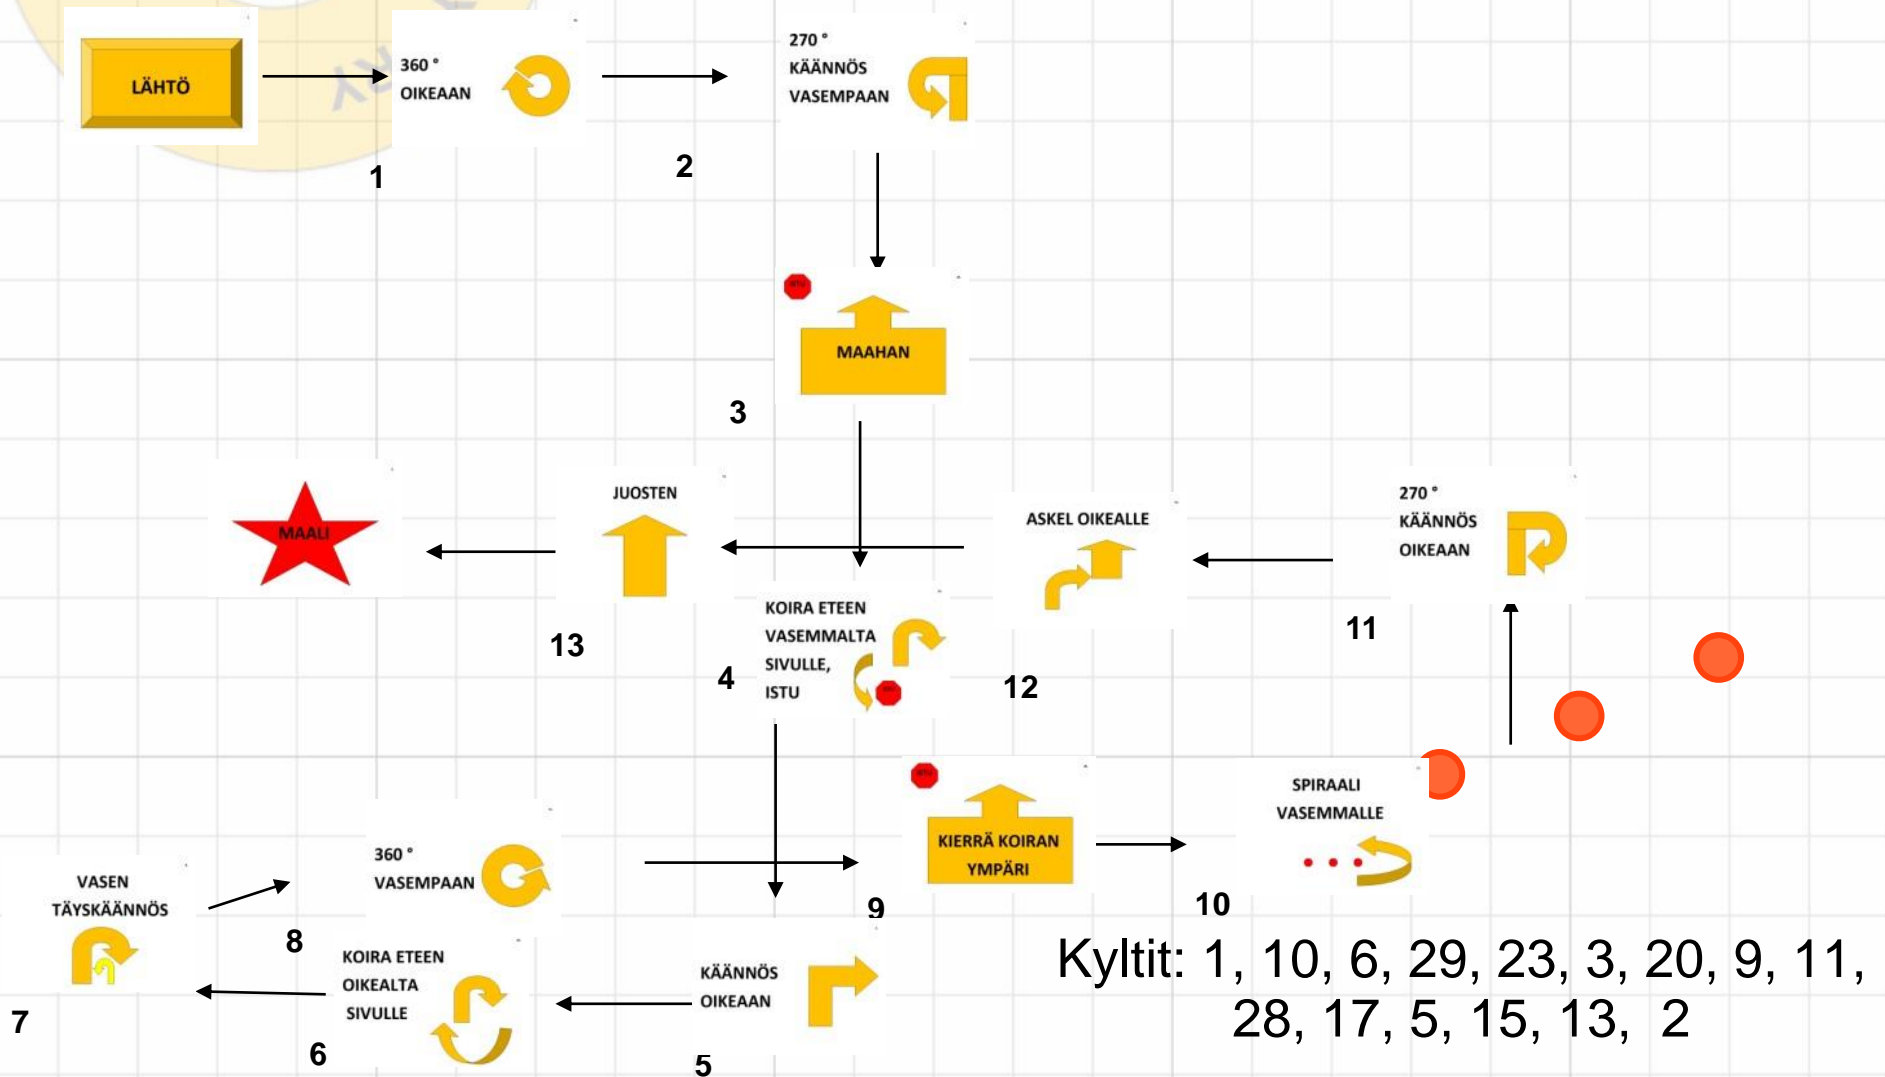 LÄHTÖ
360 °
OIKEAAN
1
2
270 °
KÄÄNNÖS
VASEMPAAN
MAAHAN
3
MAALI
JUOSTEN
13
ASKEL OIKEALLE
12
270 °
KÄÄNNÖS
OIKEAAN
11
KOIRA ETEEN
VASEMMALTA
SIVULLE,
ISTU
4
KIERRÄ KOIRAN
YMPÄRI
9
SPIRAALI
VASEMMALLE
10
360 °
VASEMPAAN
8
VASEN
TÄYSKÄÄNNÖS
7
KOIRA ETEEN
OIKEALTA
SIVULLE
6
KÄÄNNÖS
OIKEAAN
5
Kyltit: 1, 10, 6, 29, 23, 3, 20, 9, 11,
28, 17, 5, 15, 13, 2